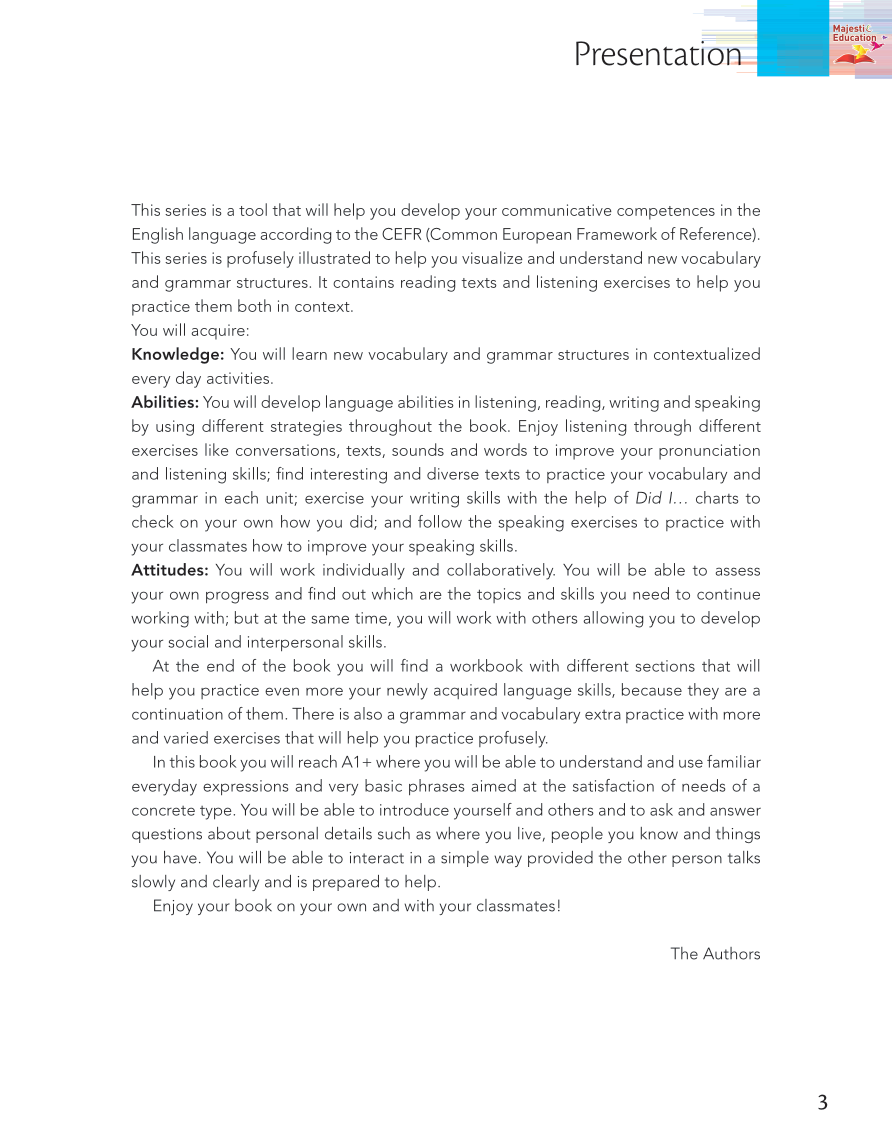 Presentation
Majestic
Education
This series is a tool that will help you develop your communicative competences in the
English language according to the CEFR (Common European Framework of Reference).
This series is profusely illustrated to help you visualize and understand new vocabulary
and grammar structures. It contains reading texts and listening exercises to help you
practice them both in context.
You will acquire:
Knowledge: You will learn new vocabulary and grammar structures in contextualized
every day activities.
Abilities: You will develop language abilities in listening, reading, writing and speaking
by using different strategies throughout the book. Enjoy listening through different
exercises like conversations, texts, sounds and words to improve your pronunciation
and listening skills; find interesting and diverse texts to practice your vocabulary and
grammar in each unit; exercise your writing skills with the help of Did I… charts to
check on your own how you did; and follow the speaking exercises to practice with
your classmates how to improve your speaking skills.
Attitudes: You will work individually and collaboratively. You will be able to assess
your own progress and find out which are the topics and skills you need to continue
working with; but at the same time, you will work with others allowing you to develop
your social and interpersonal skills.
At the end of the book you will find a workbook with different sections that will
help you practice even more your newly acquired language skills, because they are a
continuation of them. There is also a grammar and vocabulary extra practice with more
and varied exercises that will help you practice profusely.
In this book you will reach A1+ where you will be able to understand and use familiar
everyday expressions and very basic phrases aimed at the satisfaction of needs of a
concrete type. You will be able to introduce yourself and others and to ask and answer
questions about personal details such as where you live, people you know and things
you have. You will be able to interact in a simple way provided the other person talks
slowly and clearly and is prepared to help.
Enjoy your book on your own and with your classmates!
The Authors
3